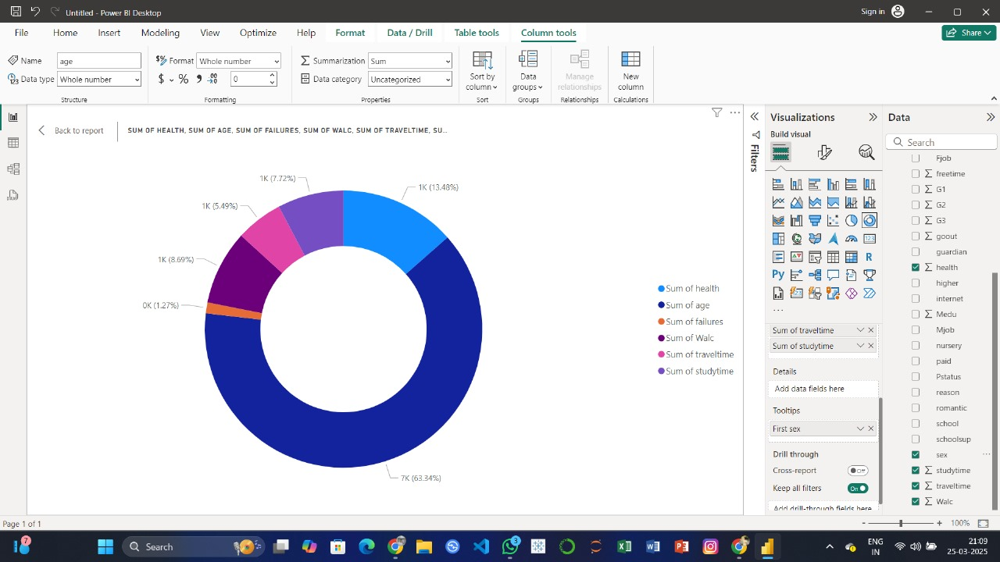 Untitled - Power BI Desktop
Sign in
File Home Insert Modeling View Optimize Help Format Data / Drill Table tools Column tools
Share
Name age
Data type Whole number
Structure
$% Format Whole number
$ % 9 .00 0
Formatting
Σ Summarization Sum
Data category Uncategorized
Properties
Sort by column
Sort
Data groups
Groups
Manage relationships
Relationships
New column
Calculations
Back to report
SUM OF HEALTH, SUM OF AGE, SUM OF FAILURES, SUM OF WALC, SUM OF TRAVELTIME, SU...
1K (7.72%)
1K (13.48%)
1K (5.49%)
1K (8.69%)
0K (1.27%)
7K (63.34%)
Sum of health
Sum of age
Sum of failures
Sum of Walc
Sum of traveltime
Sum of studytime
Filters
Visualizations
Build visual
123
R
Py
...
Sum of traveltime
Sum of studytime
Details
Add data fields here
Tooltips
First sex
Drill through
Cross-report Off
Keep all filters On
Add drill-through fields here
Data
Search
Fjob
Σ freetime
Σ G1
Σ G2
Σ G3
Σ goout
guardian
Σ health
higher
internet
Σ Medu
Mjob
nursery
paid
Pstatus
reason
romantic
school
schoolsup
sex ...
Σ studytime
Σ traveltime
Σ Walc
Page 1 of 1
- + 100%
7
Search
3
ENG
IN
21:09
25-03-2025